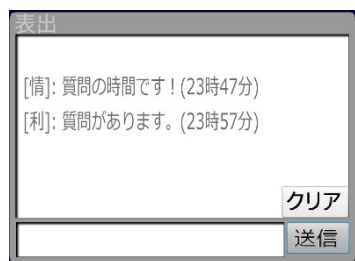 表出
[情]: 質問の時間です！(23時47分)
[利]: 質問があります。(23時57分)
クリア
送信